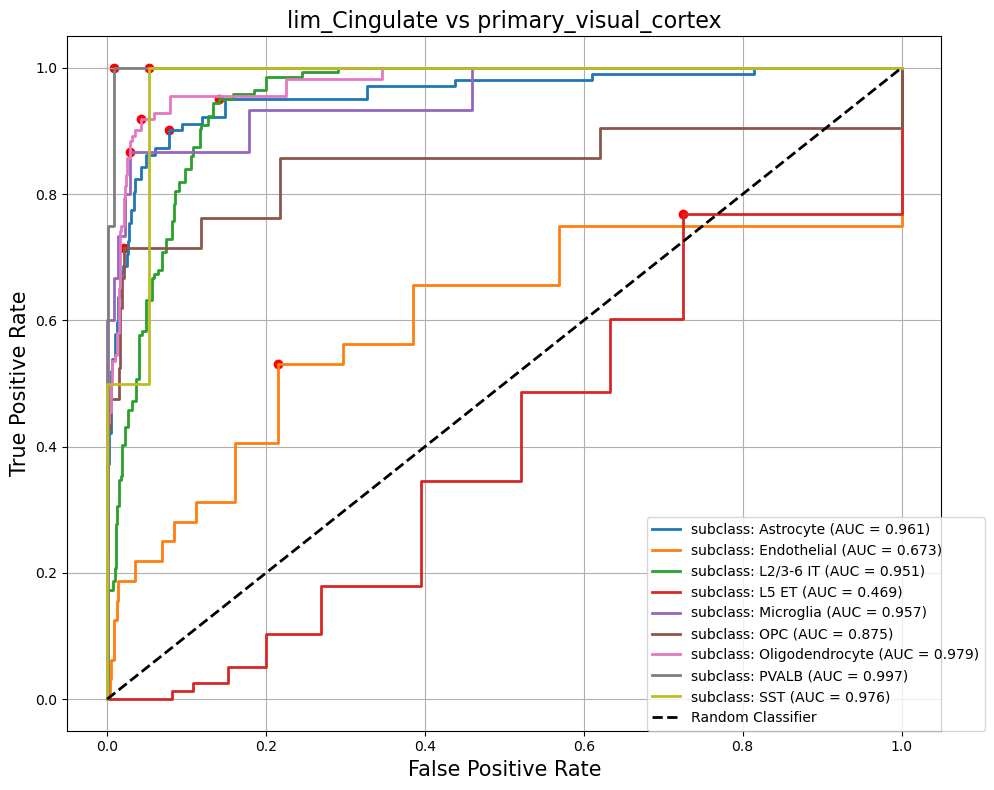 lim_Cingulate vs primary_visual_cortex
True Positive Rate
1.0
0.8
0.6
0.4
0.2
0.0
subclass: Astrocyte (AUC = 0.961)
subclass: Endothelial (AUC = 0.673)
subclass: L2/3-6 IT (AUC = 0.951)
subclass: L5 ET (AUC = 0.469)
subclass: Microglia (AUC = 0.957)
subclass: OPC (AUC = 0.875)
subclass: Oligodendrocyte (AUC = 0.979)
subclass: PVALB (AUC = 0.997)
subclass: SST (AUC = 0.976)
Random Classifier
0.0 0.2 0.4 0.6 0.8 1.0
False Positive Rate